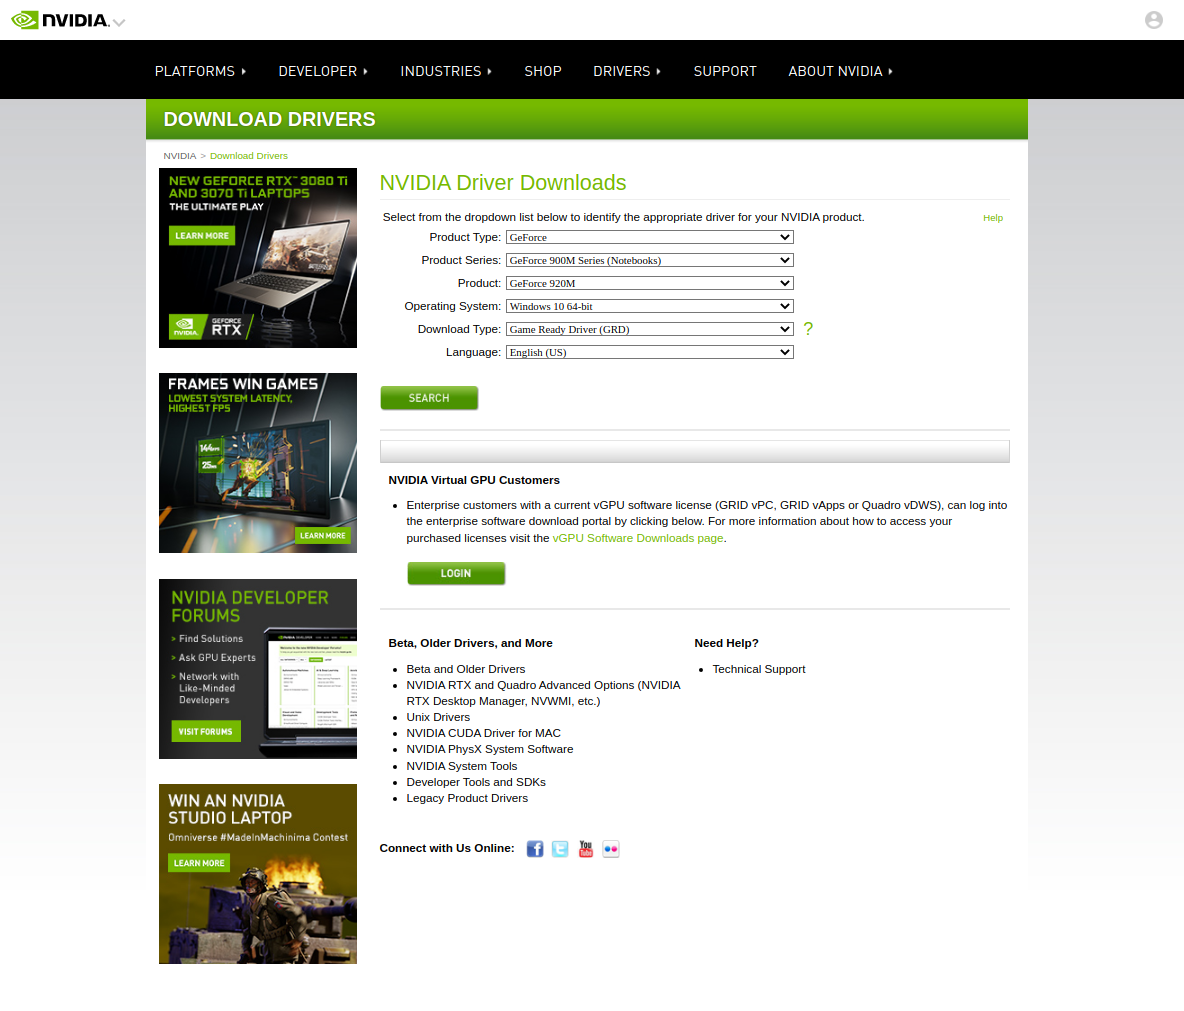 NVIDIA.
PLATFORMS DEVELOPER INDUSTRIES SHOP DRIVERS SUPPORT ABOUT NVIDIA
DOWNLOAD DRIVERS
NVIDIA > Download Drivers
NEW GEFORCE RTX™ 3080 Ti
AND 3070 Ti LAPTOPS
THE ULTIMATE PLAY
LEARN MORE
NVIDIA
GEFORCE
RTX
FRAMES WIN GAMES
LOWEST SYSTEM LATENCY,
HIGHEST FPS
LEARN MORE
NVIDIA DEVELOPER
FORUMS
> Find Solutions
> Ask GPU Experts
> Network with
Like-Minded
Developers
VISIT FORUMS
WIN AN NVIDIA
STUDIO LAPTOP
Omniverse #MadeInMachinima Contest
LEARN MORE
NVIDIA Driver Downloads
Select from the dropdown list below to identify the appropriate driver for your NVIDIA product. Help
Product Type: GeForce
Product Series: GeForce 900M Series (Notebooks)
Product: GeForce 920M
Operating System: Windows 10 64-bit
Download Type: Game Ready Driver (GRD) ?
Language: English (US)
SEARCH
NVIDIA Virtual GPU Customers
• Enterprise customers with a current vGPU software license (GRID vPC, GRID vApps or Quadro vDWS), can log into
the enterprise software download portal by clicking below. For more information about how to access your
purchased licenses visit the vGPU Software Downloads page.
LOGIN
Beta, Older Drivers, and More
• Beta and Older Drivers
• NVIDIA RTX and Quadro Advanced Options (NVIDIA
RTX Desktop Manager, NVWMI, etc.)
• Unix Drivers
• NVIDIA CUDA Driver for MAC
• NVIDIA PhysX System Software
• NVIDIA System Tools
• Developer Tools and SDKs
• Legacy Product Drivers
Need Help?
• Technical Support
Connect with Us Online:
You
Tube